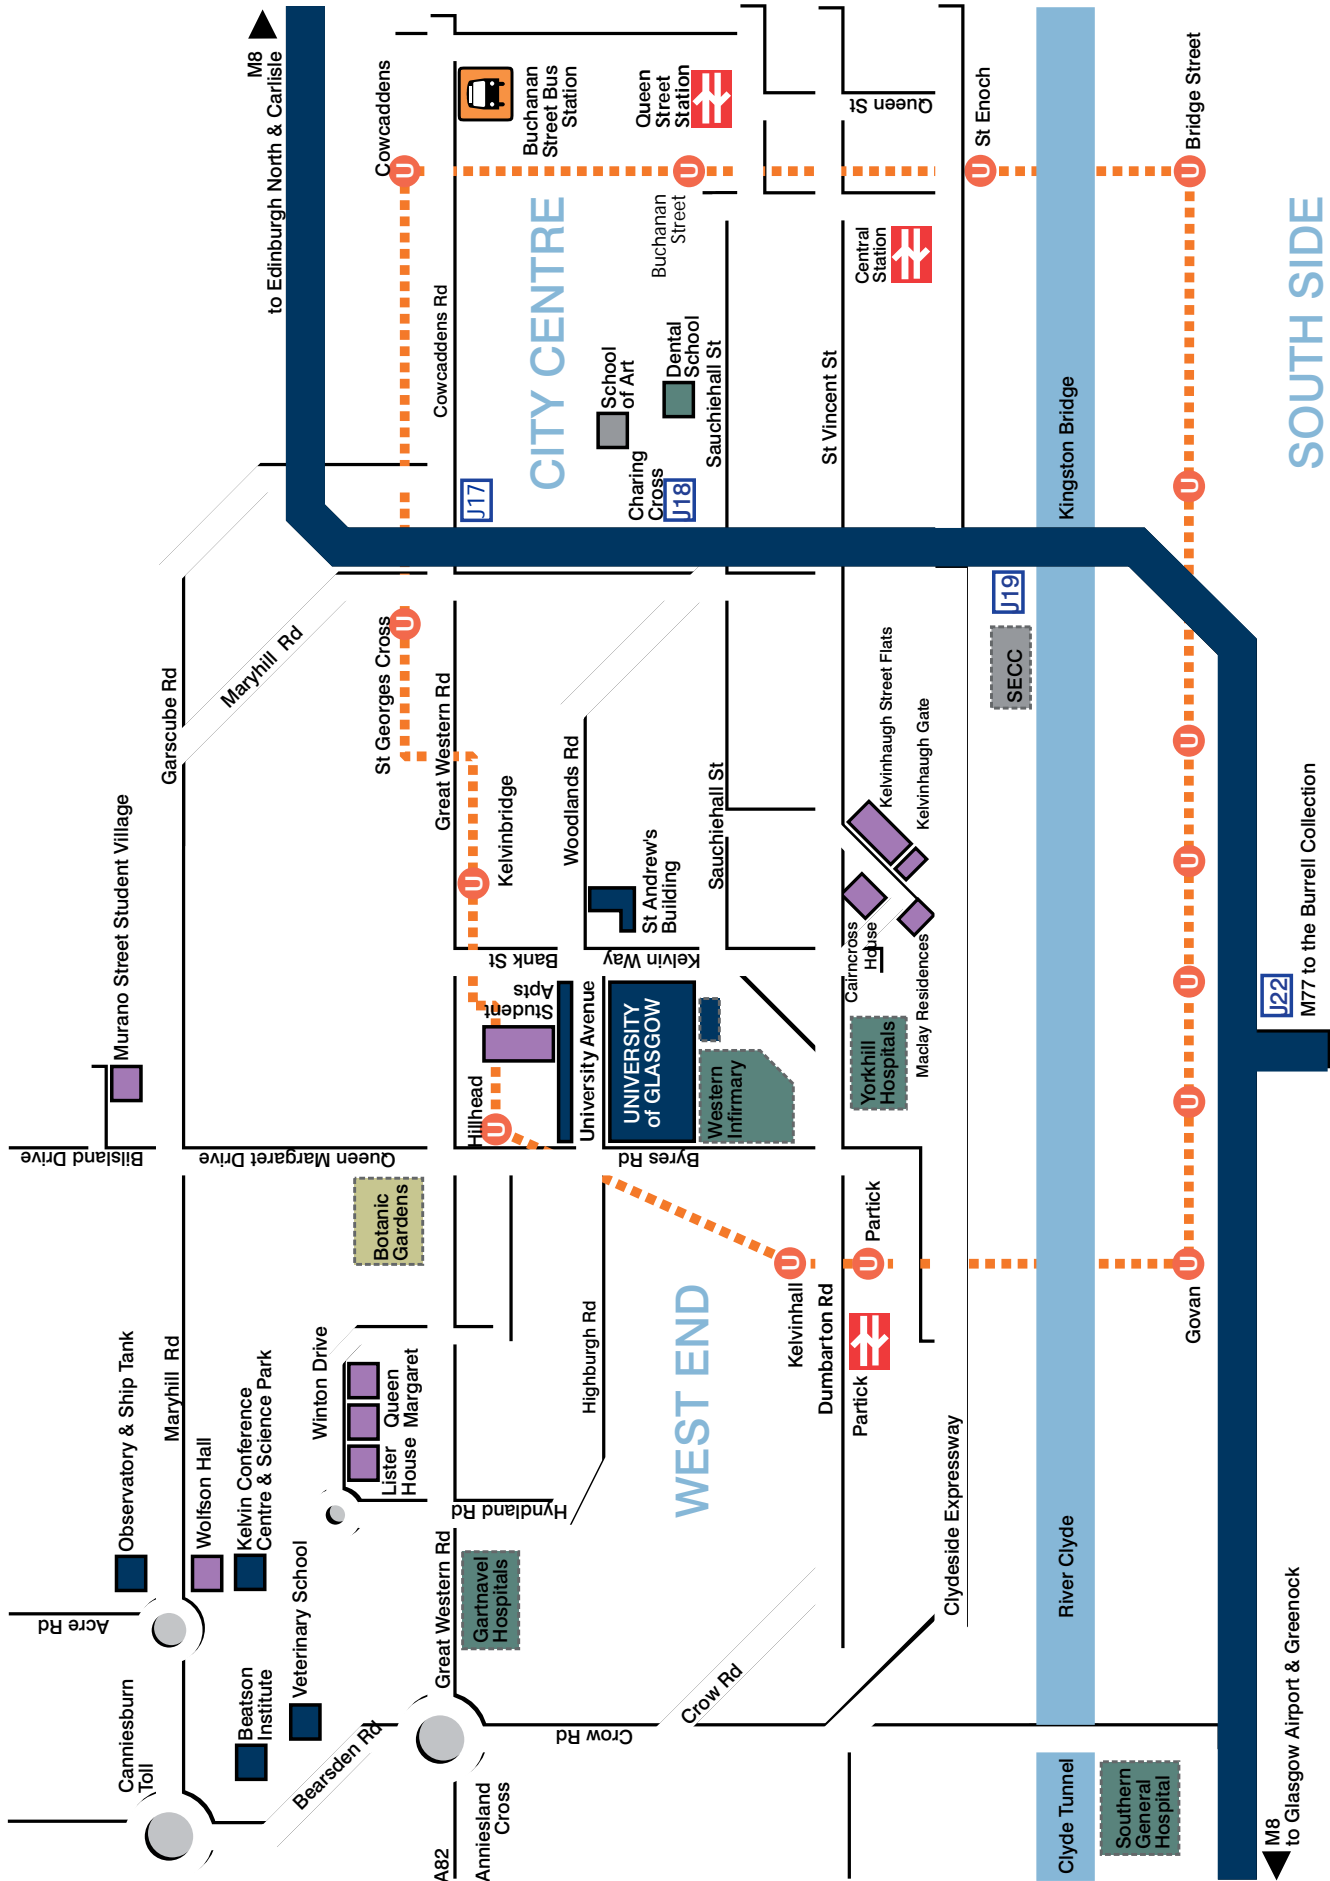 Canniesburn
Toll
Acre Rd
Observatory & Ship Tank
Maryhill Rd
Wolfson Hall
Kelvin Conference
Centre & Science Park
Beatson
Institute
Veterinary School
Bearsden Rd
Bilsland Drive
Murano Street Student Village
Queen Margaret Drive
Garscube Rd
Maryhill Rd
M8
to Edinburgh North & Carlisle
Winton Drive
Lister
House
Queen
Margaret
Botanic
Gardens
St Georges Cross
U
Cowcaddens
U
A82
Anniesland
Cross
Great Western Rd
Gartnavel
Hospitals
Hyndland Rd
Hillhead
U
Student
Apts
Bank St
Kelvinbridge
U
Great Western Rd
Cowcaddens Rd
J17
Buchanan
Street Bus
Station
CITY CENTRE
Crow Rd
Crow Rd
Highburgh Rd
University Avenue
Byres Rd
UNIVERSITY
of GLASGOW
Kelvin Way
Woodlands Rd
St Andrew's
Building
School
of Art
Charing
Cross
J18
Dental
School
Queen
Street
Station
Buchanan
Street
U
WEST END
Western
Infirmary
Sauchiehall St
Sauchiehall St
Kelvinhall
U
Dumbarton Rd
Partick
Partick
U
Yorkhill
Hospitals
Cairncross
House
Maclay Residences
Kelvinhaugh Street Flats
Kelvinhaugh Gate
St Vincent St
Central
Station
Queen St
Clydeside Expressway
SECC
J19
St Enoch
U
Clyde Tunnel
River Clyde
Kingston Bridge
Southern
General
Hospital
Govan
U
U
U
U
U
U
Bridge Street
U
M8
to Glasgow Airport & Greenock
J22
M77 to the Burrell Collection
SOUTH SIDE